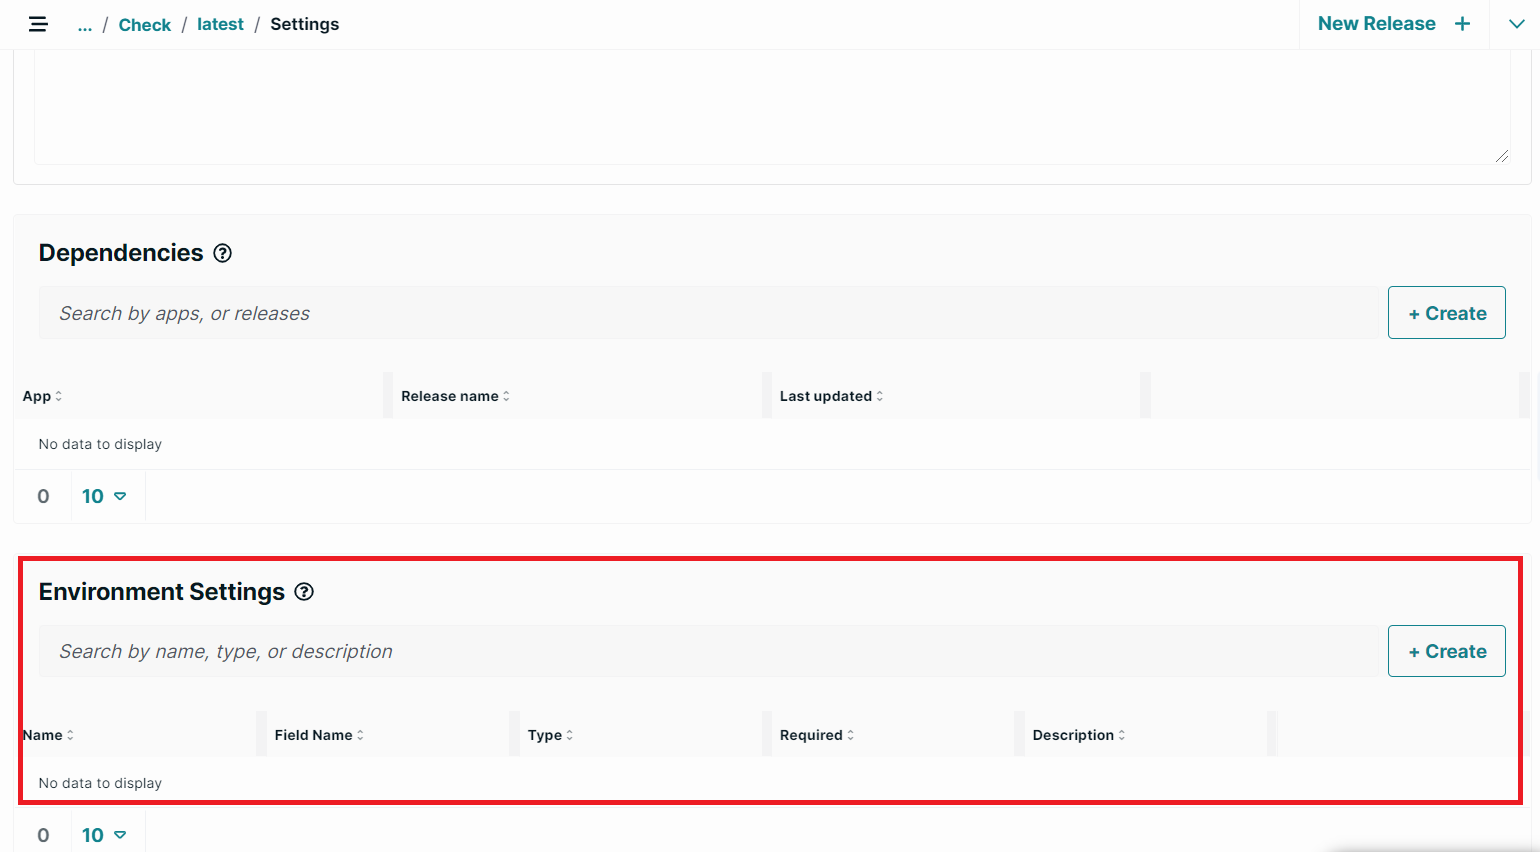 ... / Check / latest / Settings
New Release +
Dependencies ?
Search by apps, or releases
+ Create
App Release name Last updated
No data to display
0 10
Environment Settings ?
Search by name, type, or description
+ Create
Name Field Name Type Required Description
No data to display
0 10